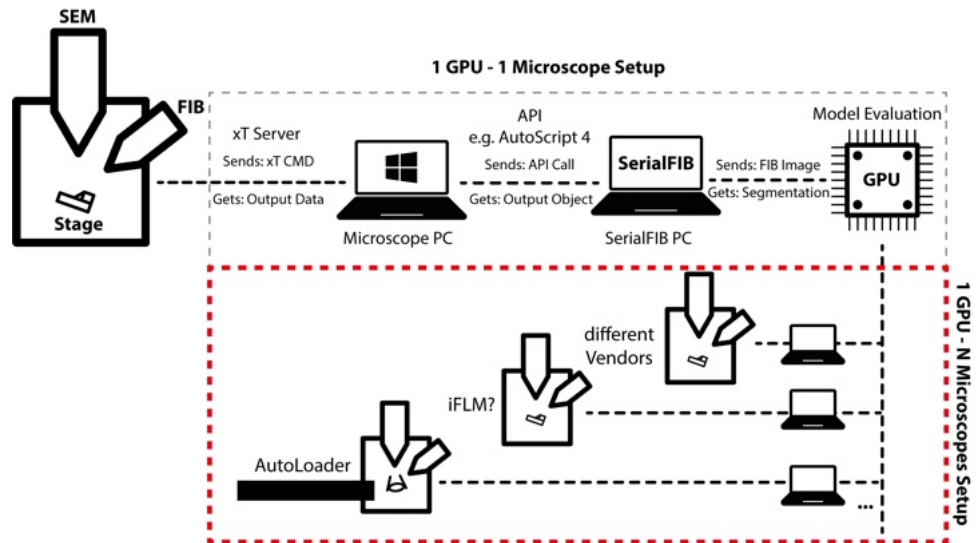 SEM
1 GPU - 1 Microscope Setup
FIB
Stage
xT Server
Sends: xT CMD
Gets: Output Data
Microscope PC
API
e.g. AutoScript 4
Sends: API Call
Gets: Output Object
SerialFIB
SerialFIB PC
Sends: FIB Image
Gets: Segmentation
Model Evaluation
GPU
different
Vendors
iFLM?
AutoLoader
...
1 GPU - N Microscopes Setup